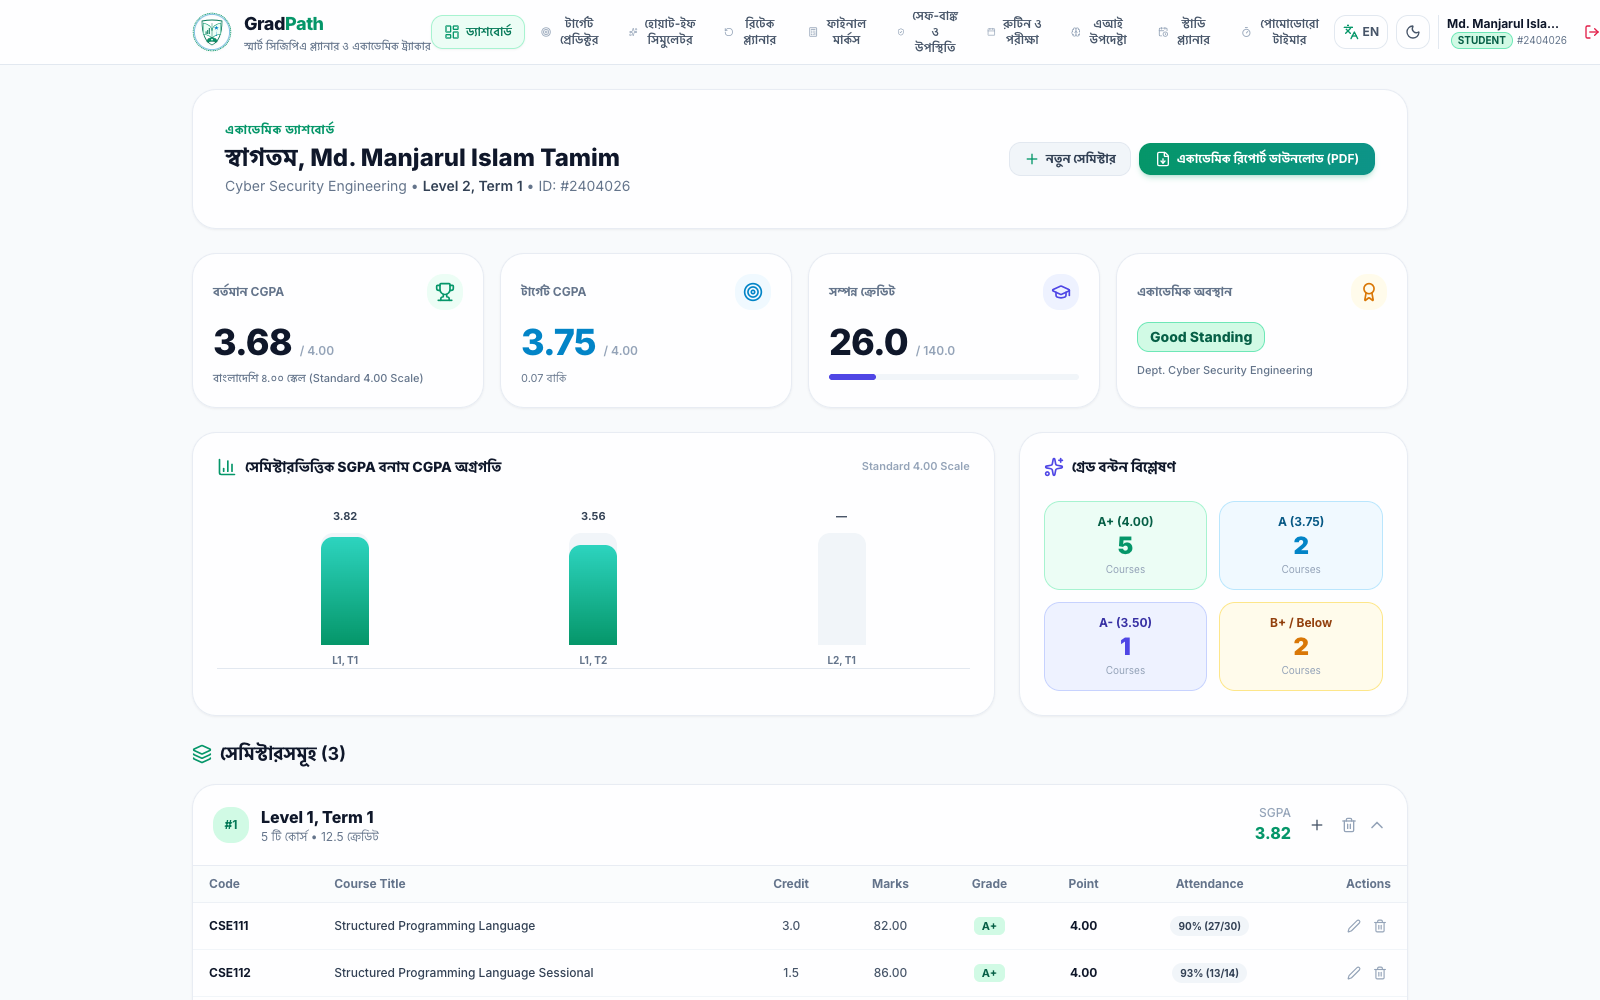 GradPath
স্মার্ট সিজিপিএ প্ল্যানার ও একাডেমিক ট্র্যাকার
ড্যাশবোর্ড
টার্গেট
প্রেডিক্টর
হোয়াট-ইফ
সিমুলেটর
রিটেক
প্ল্যানার
ফাইনাল
মার্কস
সেফ-বাঙ্ক
ও
উপস্থিতি
রুটিন ও
পরীক্ষা
এআই
উপদেষ্টা
স্টাডি
প্ল্যানার
পোমোডোরো
টাইমার
EN
Md. Manjarul Isla...
STUDENT #2404026
একাডেমিক ড্যাশবোর্ড
স্বাগতম, Md. Manjarul Islam Tamim
Cyber Security Engineering • Level 2, Term 1 • ID: #2404026
নতুন সেমিস্টার
একাডেমিক রিপোর্ট ডাউনলোড (PDF)
বর্তমান CGPA
3.68 / 4.00
বাংলাদেশি ৪.০০ স্কেল (Standard 4.00 Scale)
টার্গেট CGPA
3.75 / 4.00
0.07 বাকি
সম্পন্ন ক্রেডিট
26.0 / 140.0
একাডেমিক অবস্থান
Good Standing
Dept. Cyber Security Engineering
সেমিস্টারভিত্তিক SGPA বনাম CGPA অগ্রগতি
Standard 4.00 Scale
3.82 3.56 —
L1, T1 L1, T2 L2, T1
গ্রেড বন্টন বিশ্লেষণ
A+ (4.00)
5
Courses
A (3.75)
2
Courses
A- (3.50)
1
Courses
B+ / Below
2
Courses
সেমিস্টারসমূহ (3)
#1
Level 1, Term 1
5 টি কোর্স • 12.5 ক্রেডিট
SGPA
3.82
Code Course Title Credit Marks Grade Point Attendance Actions
CSE111 Structured Programming Language 3.0 82.00 A+ 4.00 90% (27/30)
CSE112 Structured Programming Language Sessional 1.5 86.00 A+ 4.00 93% (13/14)